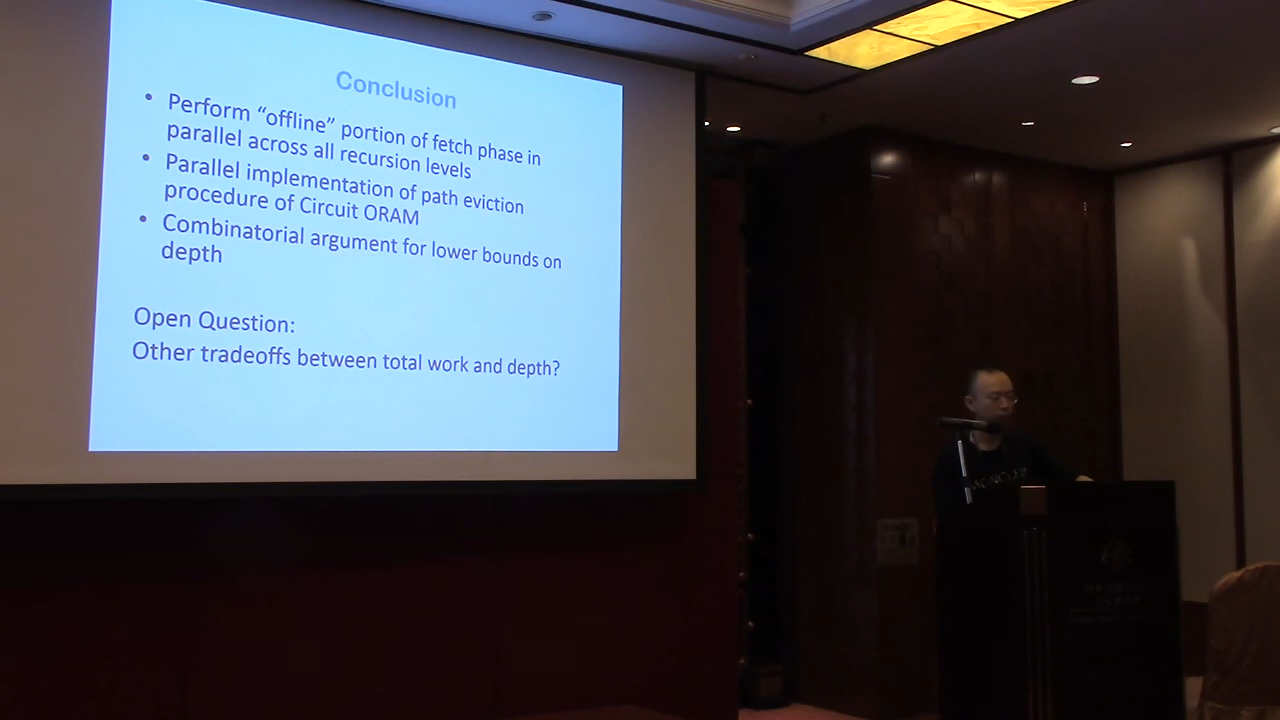 Conclusion
• Perform “offline” portion of fetch phase in
parallel across all recursion levels
• Parallel implementation of path eviction
procedure of Circuit ORAM
• Combinatorial argument for lower bounds on
depth
Open Question:
Other tradeoffs between total work and depth?